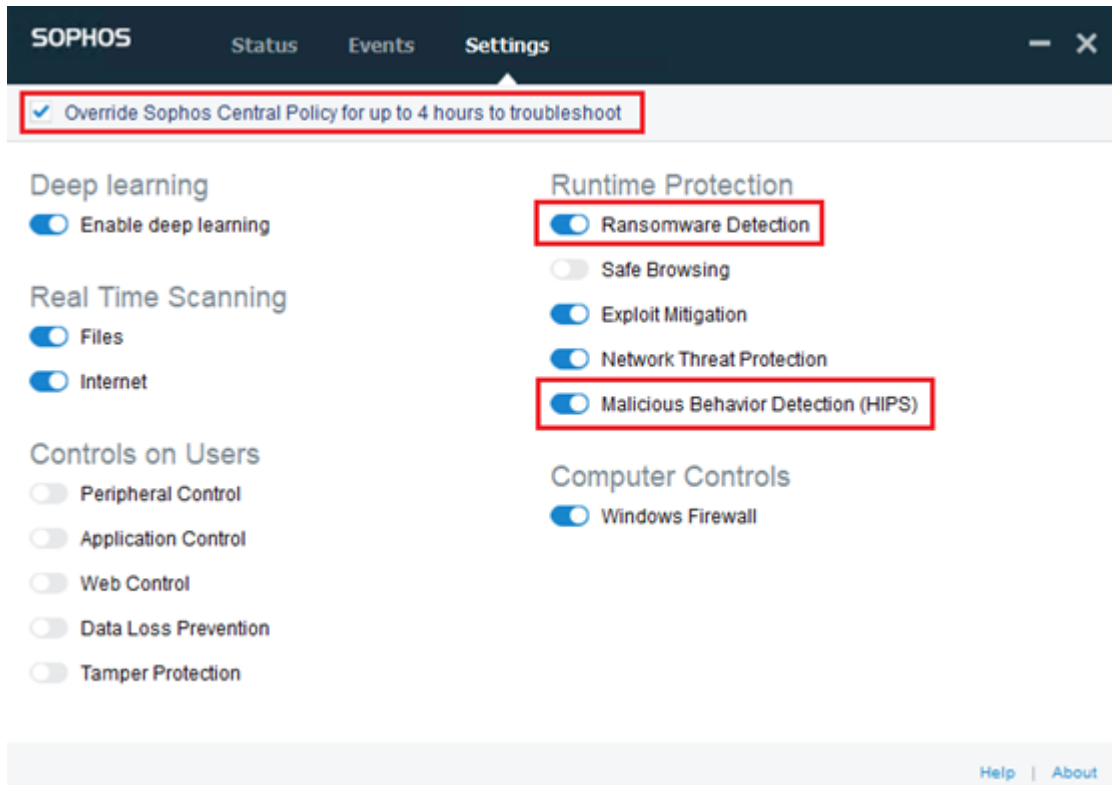 SOPHOS Status Events Settings
Override Sophos Central Policy for up to 4 hours to troubleshoot
Deep learning
Enable deep learning
Real Time Scanning
Files
Internet
Controls on Users
Peripheral Control
Application Control
Web Control
Data Loss Prevention
Tamper Protection
Runtime Protection
Ransomware Detection
Safe Browsing
Exploit Mitigation
Network Threat Protection
Malicious Behavior Detection (HIPS)
Computer Controls
Windows Firewall
Help | About